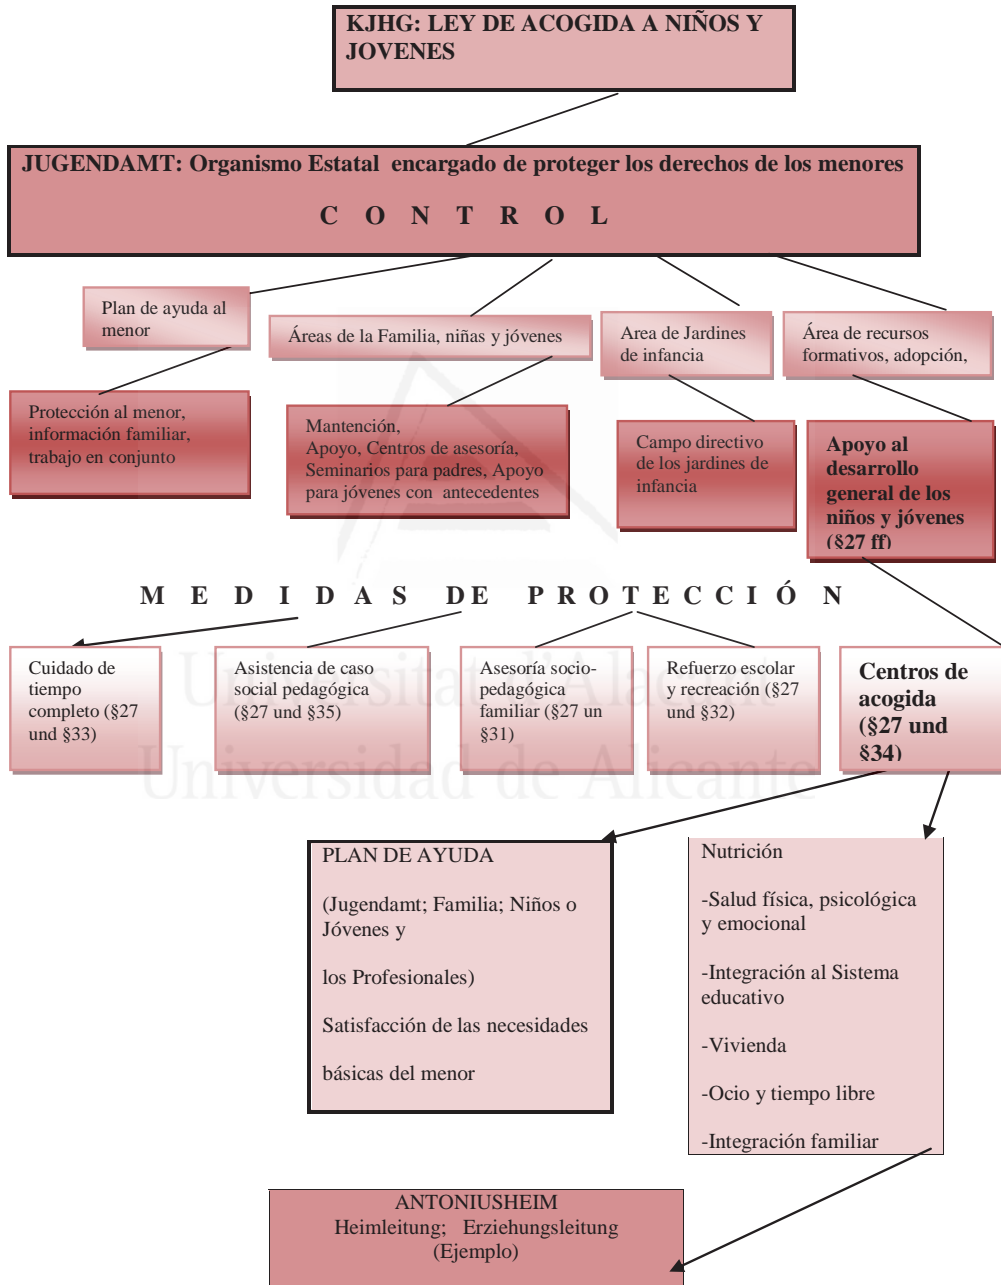 KJHG: LEY DE ACOGIDA A NIÑOS Y
JOVENES
JUGENDAMT: Organismo Estatal encargado de proteger los derechos de los menores
C O N T R O L
Plan de ayuda al
menor
Áreas de la Familia, niñas y jóvenes
Area de Jardines
de infancia
Área de recursos
formativos, adopción,
Protección al menor,
información familiar,
trabajo en conjunto
Mantención,
Apoyo, Centros de asesoría,
Seminarios para padres, Apoyo
para jóvenes con antecedentes
Campo directivo
de los jardines de
infancia
Apoyo al
desarrollo
general de los
niños y jóvenes
(§27 ff)
M E D I D A S DE P R O T E C C I Ó N
Cuidado de
tiempo
completo (§27
und §33)
Asistencia de caso
social pedagógica
(§27 und §35)
Asesoría socio-
pedagógica
familiar (§27 un
§31)
Refuerzo escolar
y recreación (§27
und §32)
Centros de
acogida
(§27 und
§34)
Universitat d'Alacant
Universidad de Alicante
PLAN DE AYUDA
(Jugendamt; Familia; Niños o
Jóvenes y
los Profesionales)
Satisfacción de las necesidades
básicas del menor
Nutrición
-Salud física, psicológica
y emocional
-Integración al Sistema
educativo
-Vivienda
-Ocio y tiempo libre
-Integración familiar
ANTONIUSHEIM
Heimleitung; Erziehungsleitung
(Ejemplo)